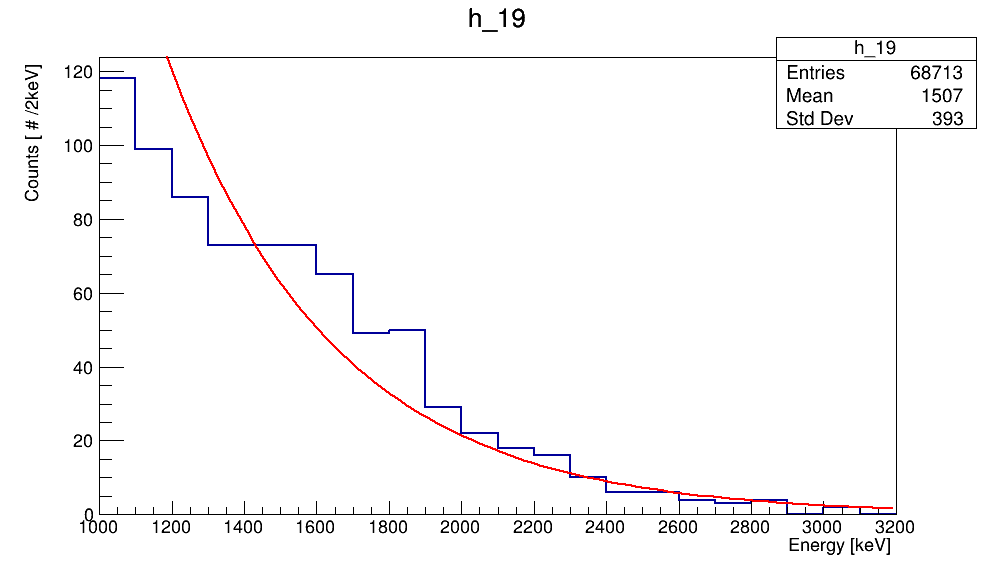 h_19
h_19
Entries 68713
Mean 1507
Std Dev 393
Counts [ # /2keV]
120
100
80
60
40
20
0
1000 1200 1400 1600 1800 2000 2200 2400 2600 2800 3000 3200
Energy [keV]